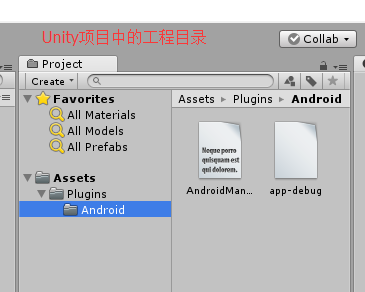 Unity项目中的工程目录
Collab
Project
Create
Favorites
All Materials
All Models
All Prefabs
Assets
Plugins
Android
Assets Plugins Android
Neque porro
quisquam est
qui dolorem.
AndroidMan...
app-debug